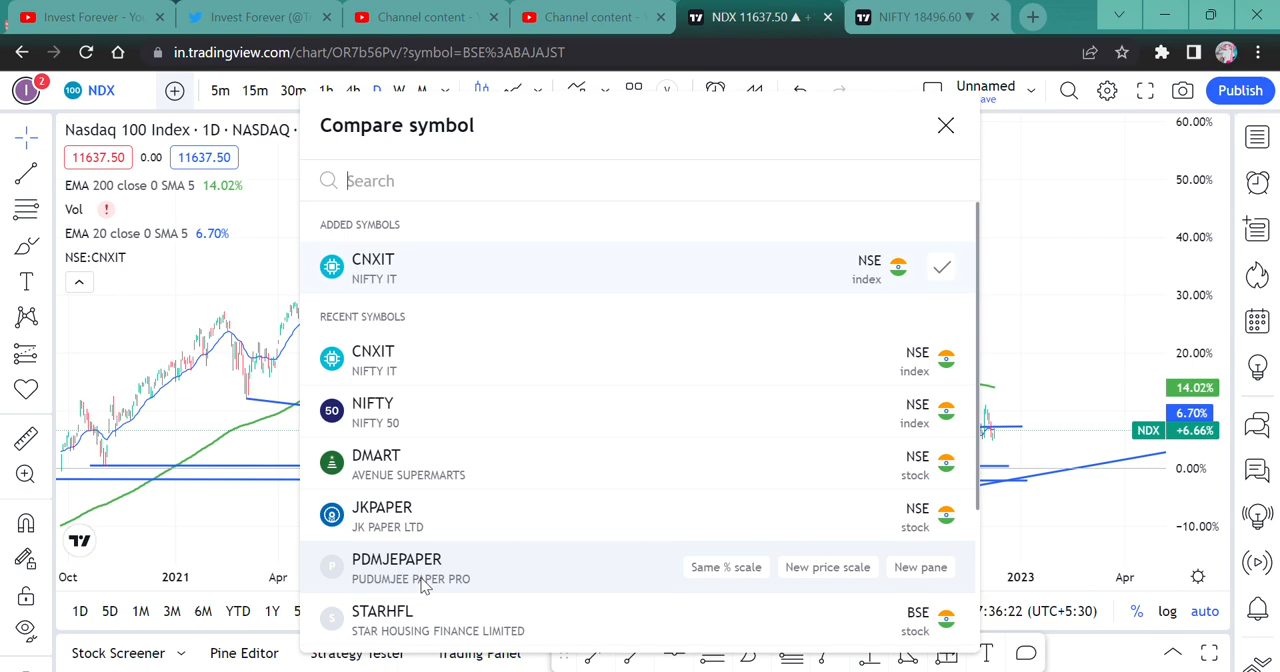 Invest Forever - Yo
Invest Forever (@T
Channel content -
Channel content -
NDX 11637.50 ▲ +
NIFTY 18496.60 ▼
in.tradingview.com/chart/OR7b56Pv/?symbol=BSE%3ABAJAJST
I 2
100 NDX
5m 15m 30m 1h 4h D W M
Unnamed
ave
Publish
Nasdaq 100 Index · 1D · NASDAQ ·
11637.50 0.00 11637.50
EMA 200 close 0 SMA 5 14.02%
Vol !
EMA 20 close 0 SMA 5 6.70%
NSE:CNXIT
Compare symbol
Search
ADDED SYMBOLS
CNXIT
NIFTY IT
NSE
index
RECENT SYMBOLS
CNXIT
NIFTY IT
NSE
index
50
NIFTY
NIFTY 50
NSE
index
DMART
AVENUE SUPERMARTS
NSE
stock
JKPAPER
JK PAPER LTD
NSE
stock
P
PDMJEPAPER
PUDUMJEE PAPER PRO
Same % scale New price scale New pane
S
STARHFL
STAR HOUSING FINANCE LIMITED
BSE
stock
60.00%
50.00%
40.00%
30.00%
20.00%
14.02%
6.70%
NDX +6.66%
0.00%
−10.00%
Oct 2021 Apr 2023 Apr
1D 5D 1M 3M 6M YTD 1Y 5
7:36:22 (UTC+5:30) % log auto
Stock Screener Pine Editor Strategy Tester Trading Panel